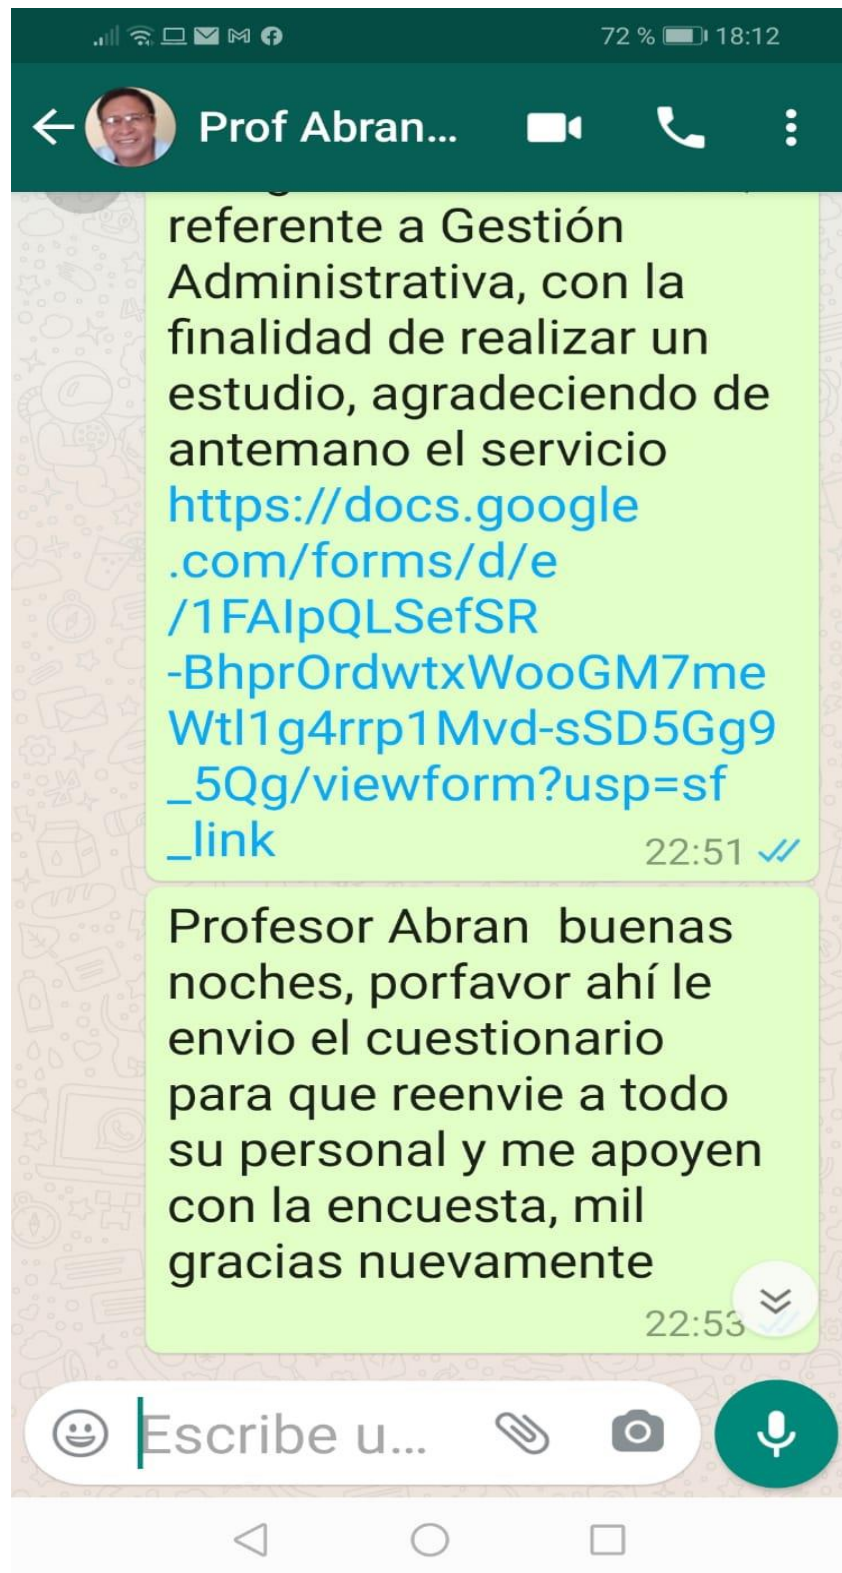 72 % 18:12
Prof Abran...
referente a Gestión
Administrativa, con la
finalidad de realizar un
estudio, agradeciendo de
antemano el servicio
https://docs.google
.com/forms/d/e
/1FAIpQLSefSR
-BhprOrdwtxWooGM7me
Wtl1g4rrp1Mvd-sSD5Gg9
_5Qg/viewform?usp=sf
_link
22:51
Profesor Abran  buenas
noches, porfavor ahí le
envio el cuestionario
para que reenvie a todo
su personal y me apoyen
con la encuesta, mil
gracias nuevamente
22:53
Escribe u...